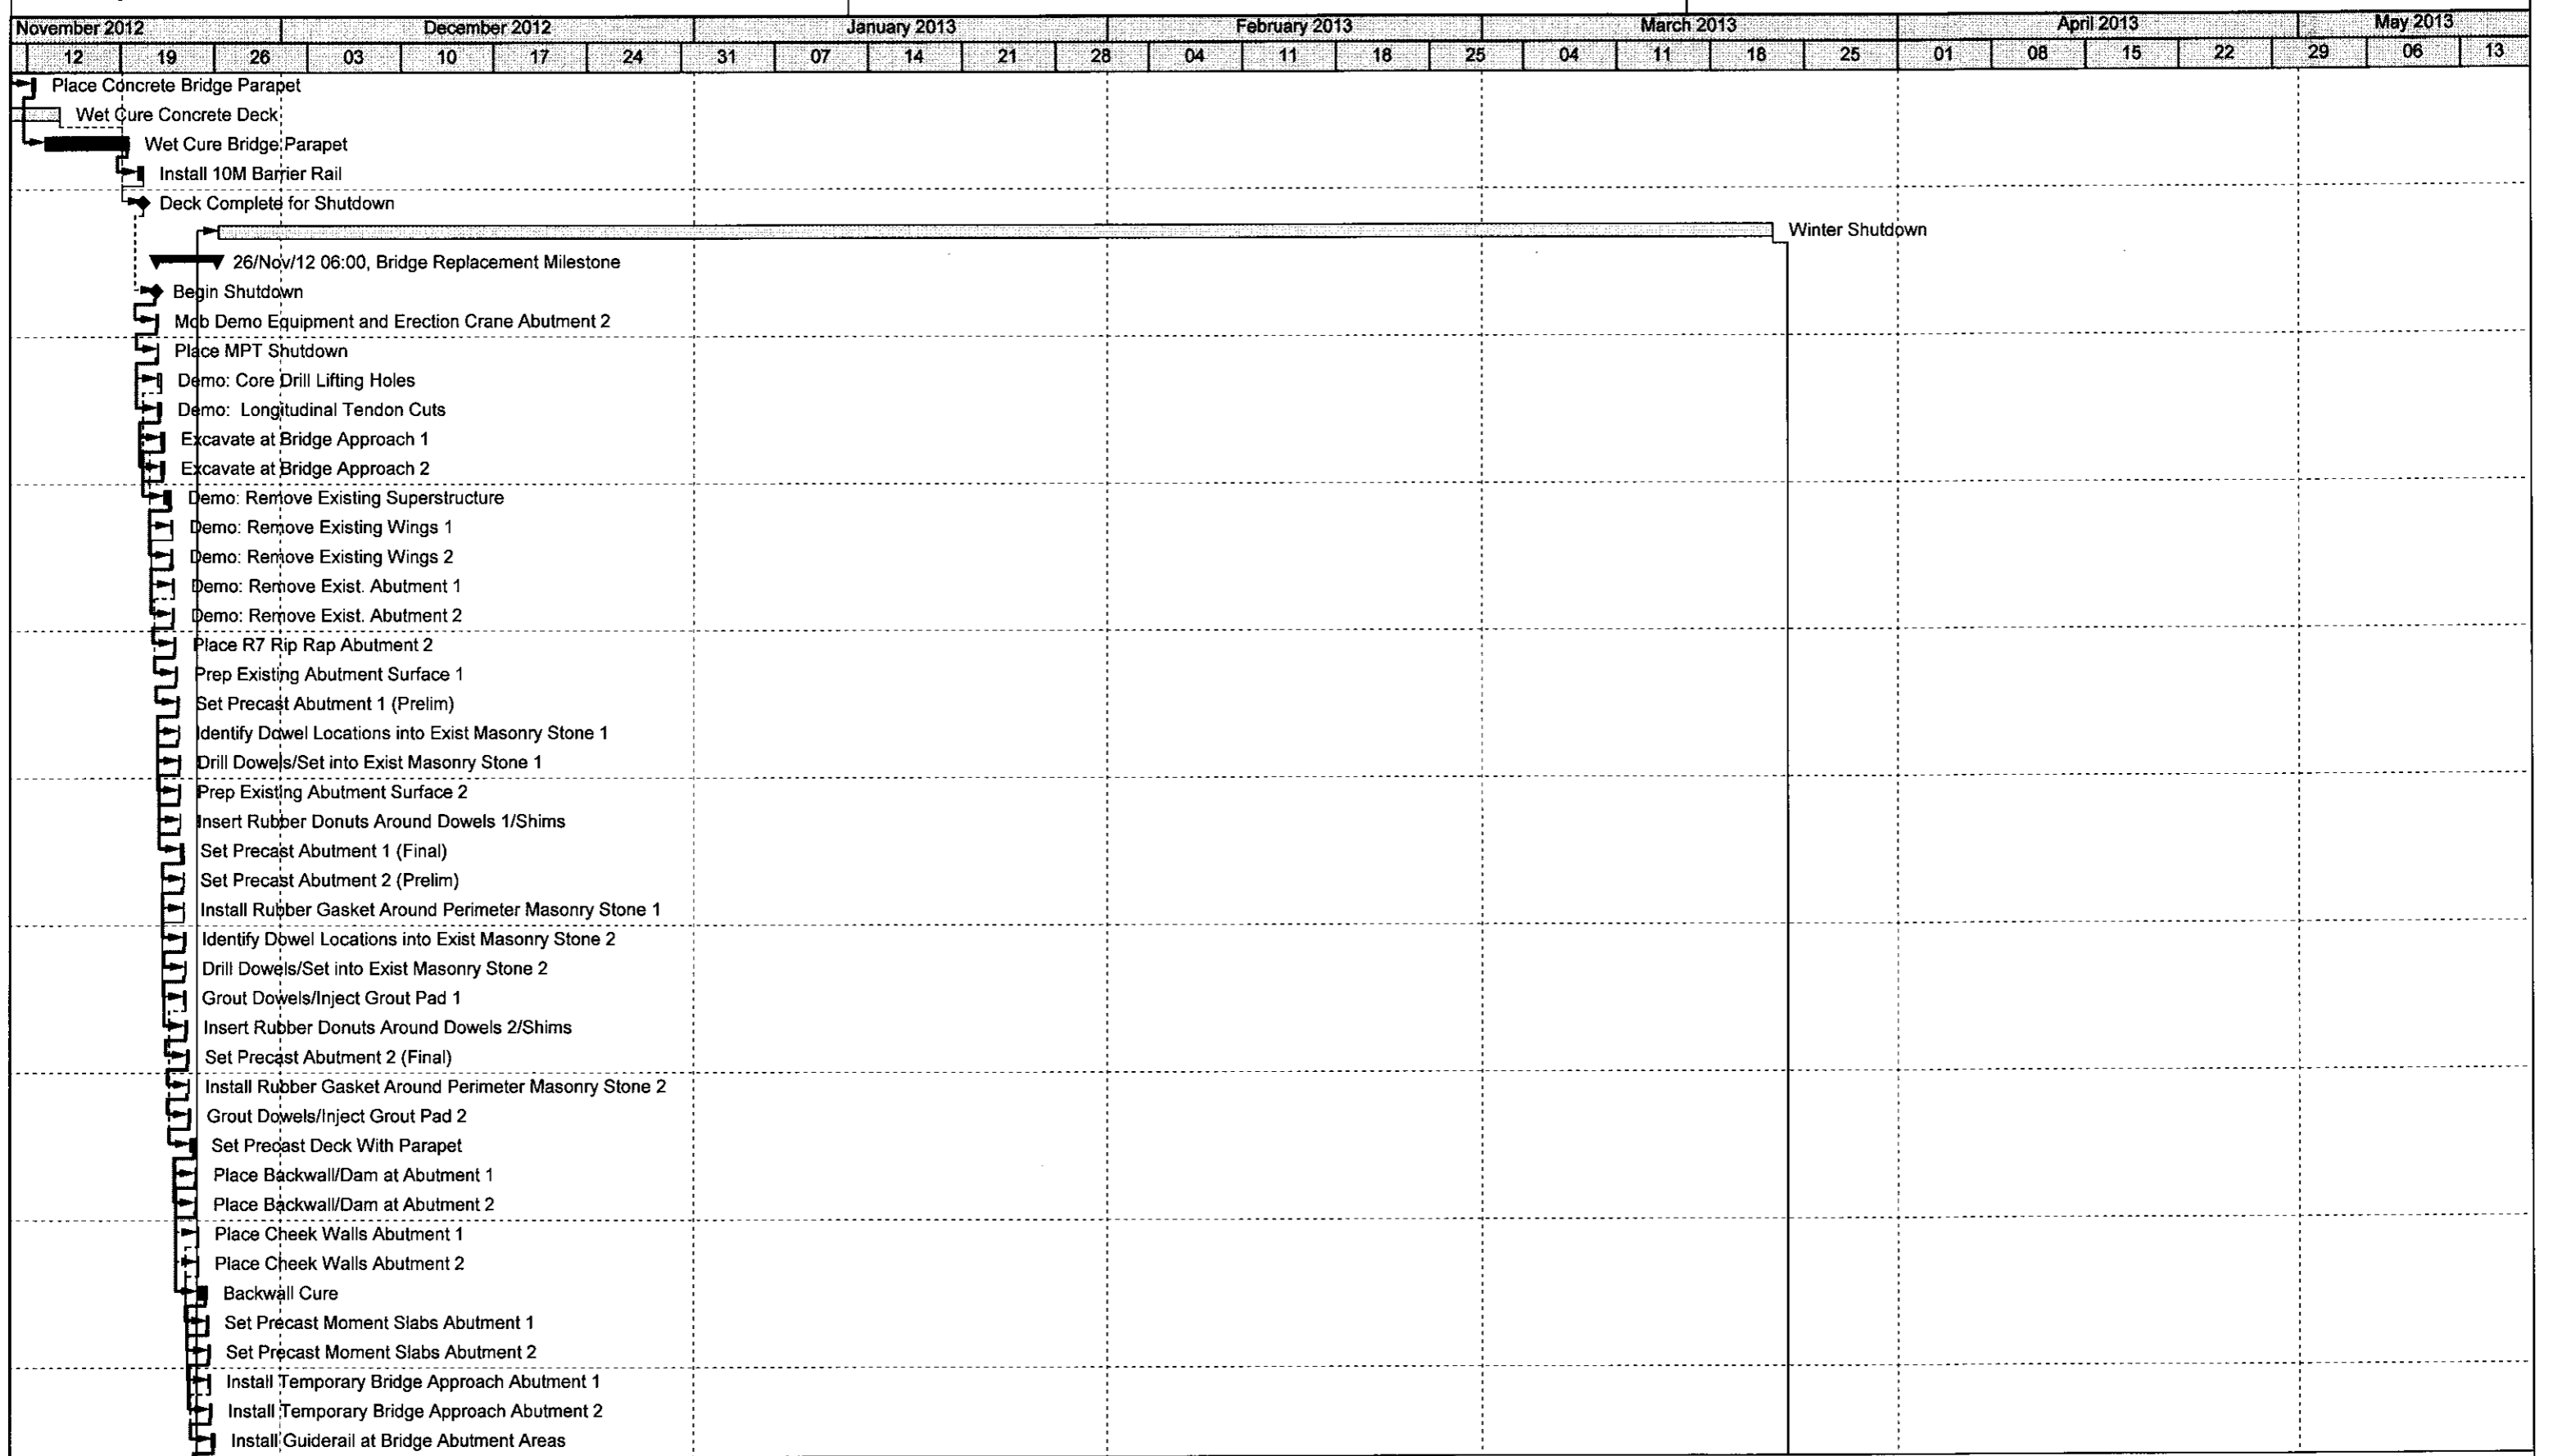 November 2012 December 2012 January 2013 February 2013 March 2013 April 2013 May 2013
12 19 26 03 10 17 24 31 07 14 21 28 04 11 18 25 04 11 18 25 01 08 15 22 29 06 13
Place Concrete Bridge Parapet
Wet Cure Concrete Deck
Wet Cure Bridge Parapet
Install 10M Barrier Rail
Deck Complete for Shutdown
Winter Shutdown
26/Nov/12 06:00, Bridge Replacement Milestone
Begin Shutdown
Mob Demo Equipment and Erection Crane Abutment 2
Place MPT Shutdown
Demo: Core Drill Lifting Holes
Demo: Longitudinal Tendon Cuts
Excavate at Bridge Approach 1
Excavate at Bridge Approach 2
Demo: Remove Existing Superstructure
Demo: Remove Existing Wings 1
Demo: Remove Existing Wings 2
Demo: Remove Exist. Abutment 1
Demo: Remove Exist. Abutment 2
Place R7 Rip Rap Abutment 2
Prep Existing Abutment Surface 1
Set Precast Abutment 1 (Prelim)
Identify Dowel Locations into Exist Masonry Stone 1
Drill Dowels/Set into Exist Masonry Stone 1
Prep Existing Abutment Surface 2
Insert Rubber Donuts Around Dowels 1/Shims
Set Precast Abutment 1 (Final)
Set Precast Abutment 2 (Prelim)
Install Rubber Gasket Around Perimeter Masonry Stone 1
Identify Dowel Locations into Exist Masonry Stone 2
Drill Dowels/Set into Exist Masonry Stone 2
Grout Dowels/Inject Grout Pad 1
Insert Rubber Donuts Around Dowels 2/Shims
Set Precast Abutment 2 (Final)
Install Rubber Gasket Around Perimeter Masonry Stone 2
Grout Dowels/Inject Grout Pad 2
Set Precast Deck With Parapet
Place Backwall/Dam at Abutment 1
Place Backwall/Dam at Abutment 2
Place Cheek Walls Abutment 1
Place Cheek Walls Abutment 2
Backwall Cure
Set Precast Moment Slabs Abutment 1
Set Precast Moment Slabs Abutment 2
Install Temporary Bridge Approach Abutment 1
Install Temporary Bridge Approach Abutment 2
Install Guiderail at Bridge Abutment Areas